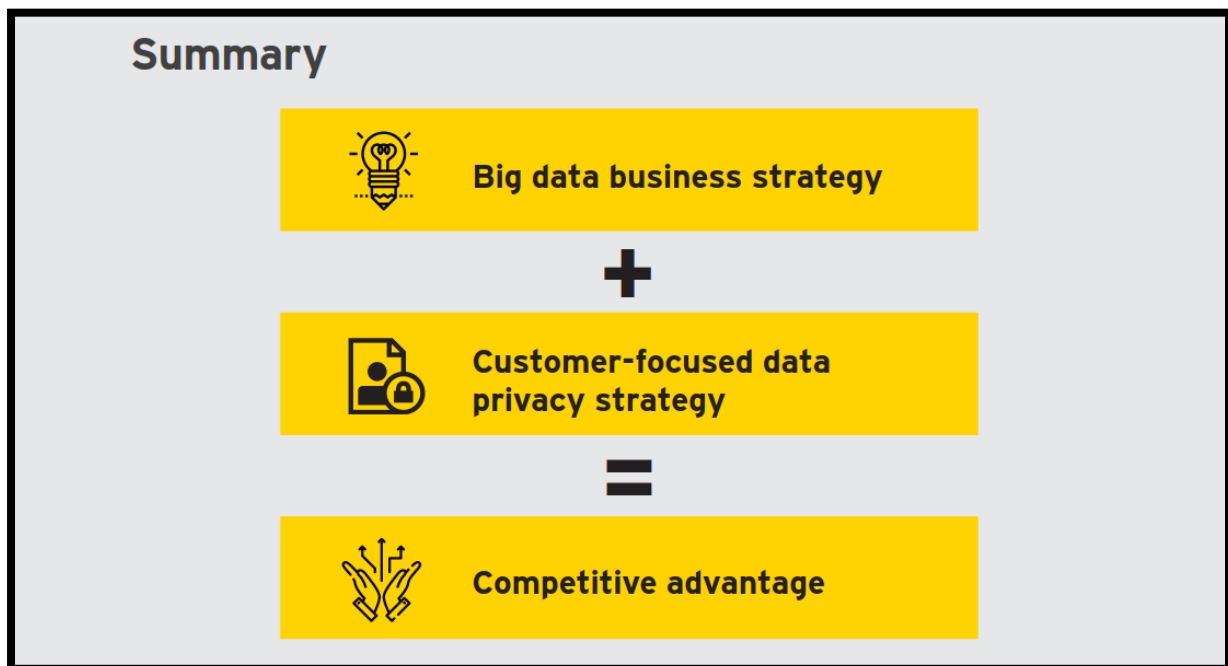 Summary
Big data business strategy
+
Customer-focused data
privacy strategy
=
Competitive advantage